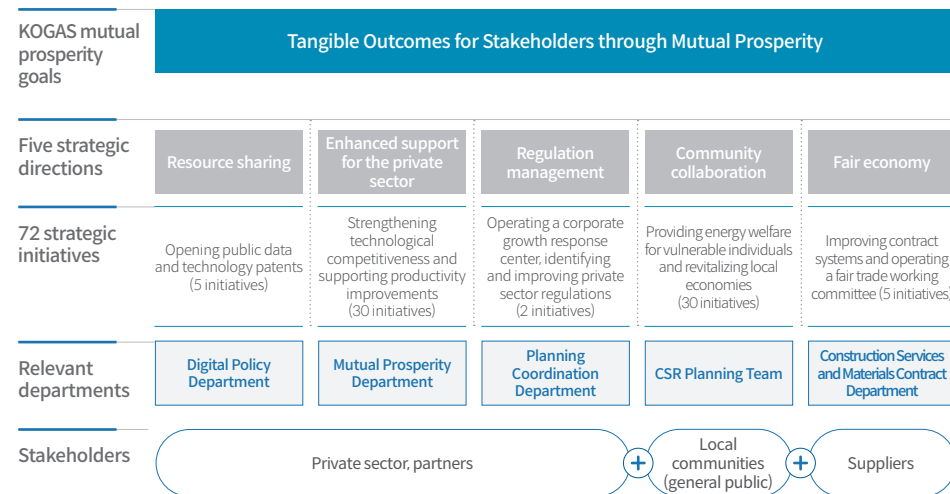 KOGAS mutual
prosperity
goals
Tangible Outcomes for Stakeholders through Mutual Prosperity
Five strategic
directions
Resource sharing
Enhanced support
for the private
sector
Regulation
management
Community
collaboration
Fair economy
72 strategic
initiatives
Opening public data
and technology patents
(5 initiatives)
Strengthening
technological
competitiveness and
supporting productivity
improvements
(30 initiatives)
Operating a corporate
growth response
center, identifying
and improving private
sector regulations
(2 initiatives)
Providing energy welfare
for vulnerable individuals
and revitalizing local
economies
(30 initiatives)
Improving contract
systems and operating
a fair trade working
committee (5 initiatives)
Relevant
departments
Digital Policy
Department
Mutual Prosperity
Department
Planning
Coordination
Department
CSR Planning Team
Construction Services
and Materials Contract
Department
Stakeholders
Private sector, partners
+
Local
communities
(general public)
+
Suppliers